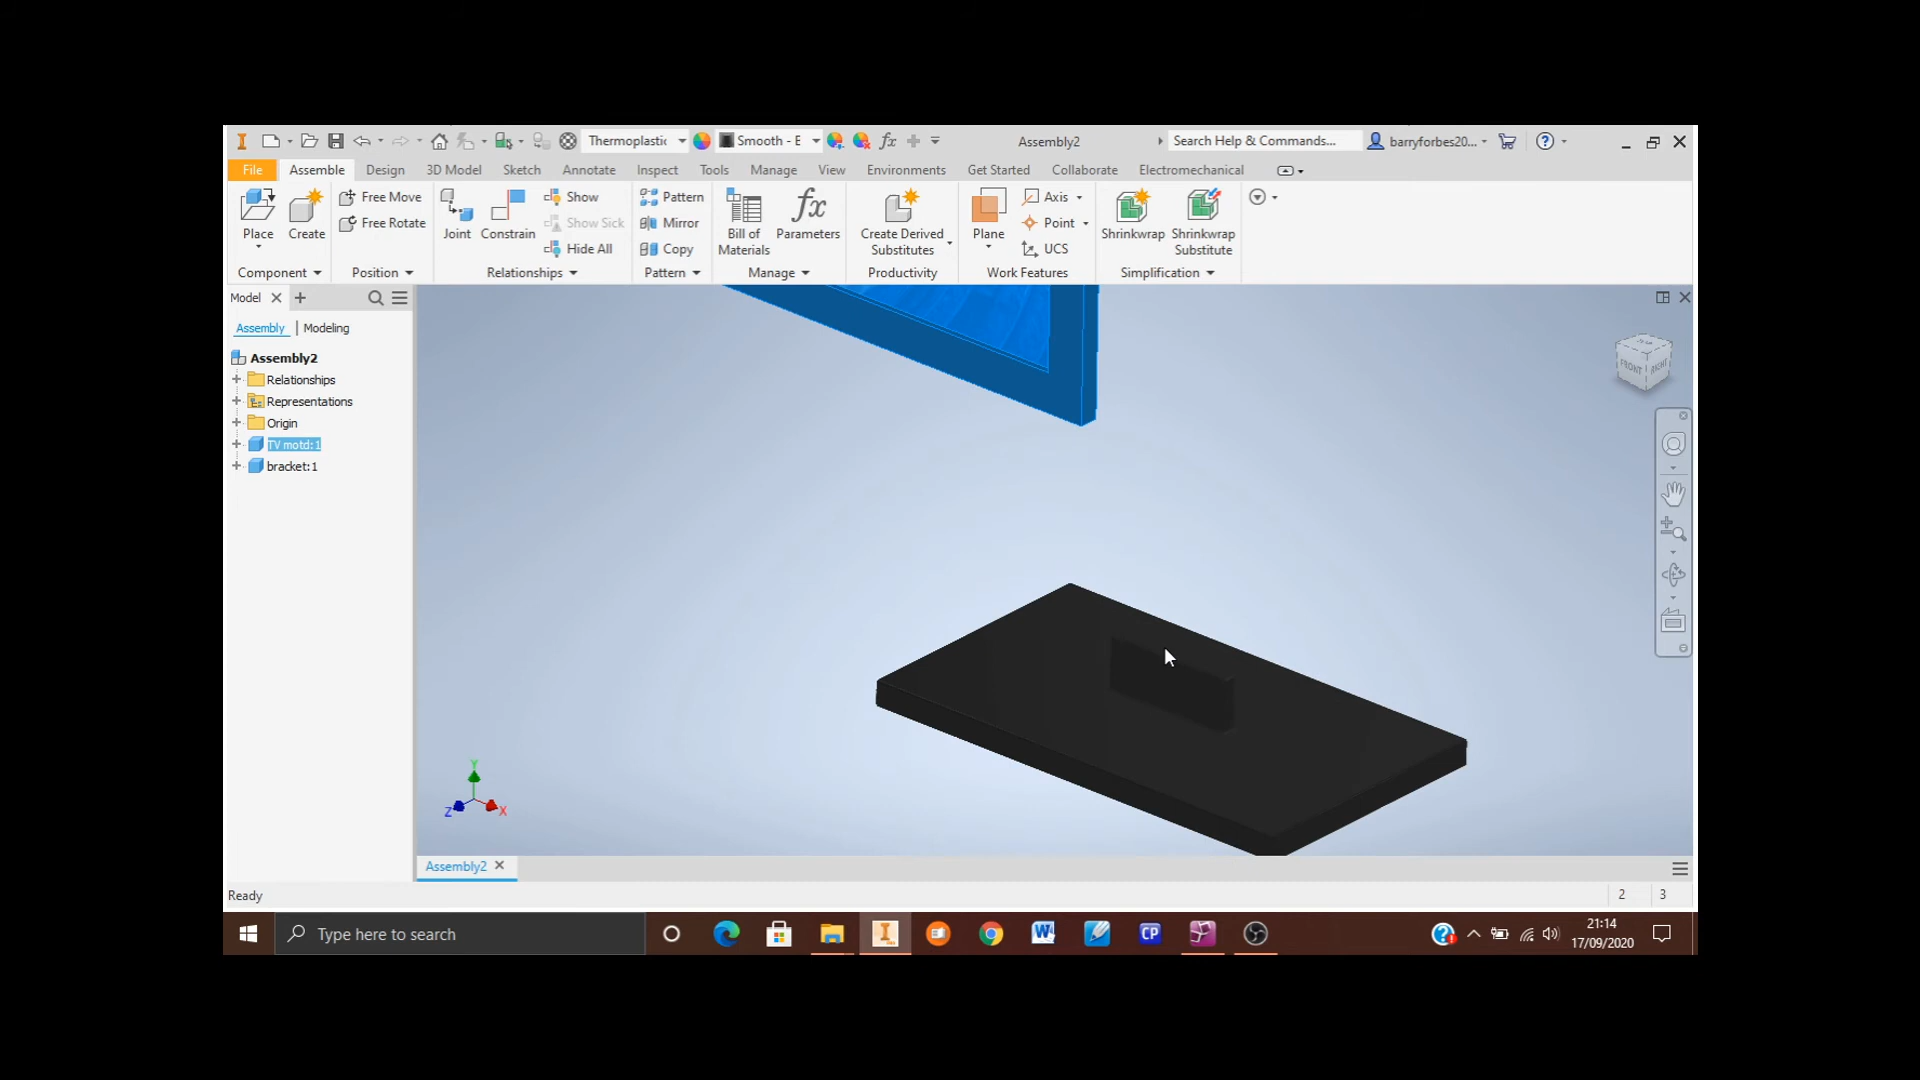 Thermoplastic
Smooth - E
Assembly2
Search Help & Commands...
barryforbes20...
File Assemble Design 3D Model Sketch Annotate Inspect Tools Manage View Environments Get Started Collaborate Electromechanical
Place
Create
Free Move
Free Rotate
Joint
Constrain
Show
Show Sick
Hide All
Pattern
Mirror
Copy
Bill of
Materials
Parameters
Create Derived
Substitutes
Plane
Axis
Point
UCS
Shrinkwrap
Shrinkwrap
Substitute
Component Position Relationships Pattern Manage Productivity Work Features Simplification
Model
Assembly | Modeling
Assembly2
Relationships
Representations
Origin
TV motd:1
bracket:1
FRONT RIGHT
Y
Z X
Assembly2
Ready 2 3
Type here to search
CP
21:14
17/09/2020